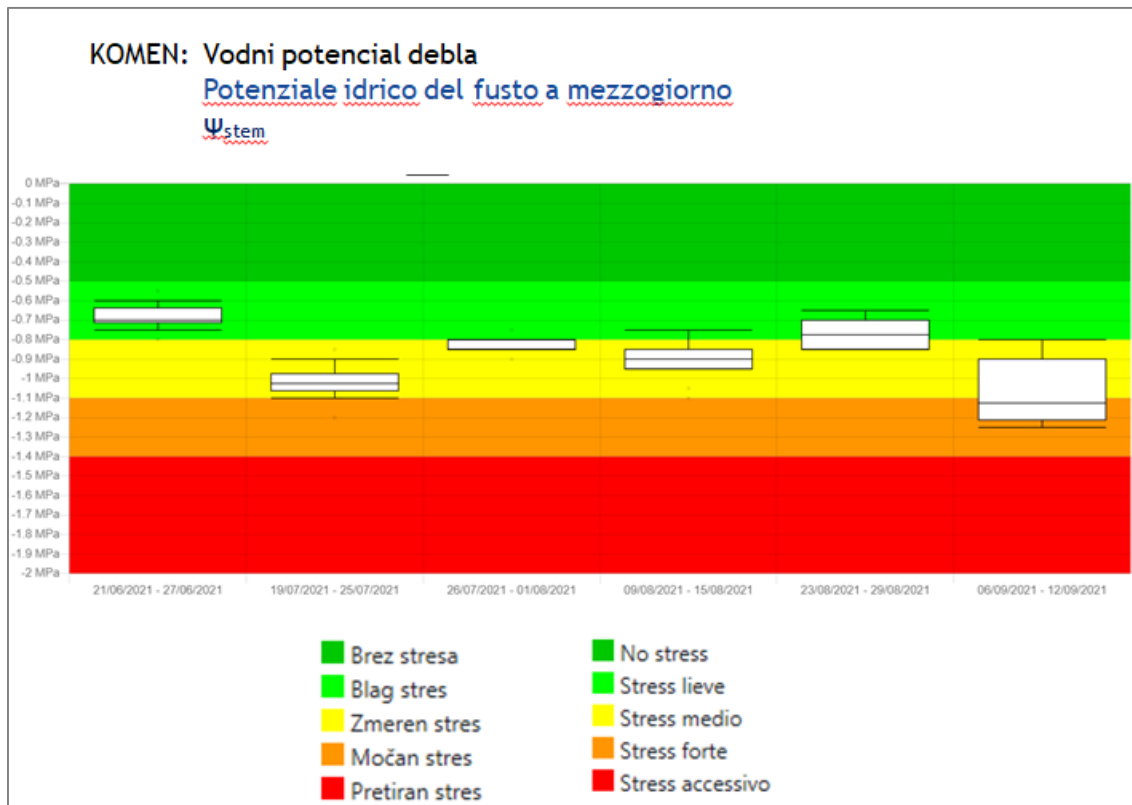 KOMEN: Vodni potencial debla
Potenziale idrico del fusto a mezzogiorno
Ψstem
0 MPa
-0.1 MPa
-0.2 MPa
-0.3 MPa
-0.4 MPa
-0.5 MPa
-0.6 MPa
-0.7 MPa
-0.8 MPa
-0.9 MPa
-1 MPa
-1.1 MPa
-1.2 MPa
-1.3 MPa
-1.4 MPa
-1.5 MPa
-1.6 MPa
-1.7 MPa
-1.8 MPa
-1.9 MPa
-2 MPa
21/06/2021 - 27/06/2021 19/07/2021 - 25/07/2021 26/07/2021 - 01/08/2021 09/08/2021 - 15/08/2021 23/08/2021 - 29/08/2021 06/09/2021 - 12/09/2021
Brez stresa
Blag stres
Zmeren stres
Močan stres
Pretiran stres
No stress
Stress lieve
Stress medio
Stress forte
Stress accessivo